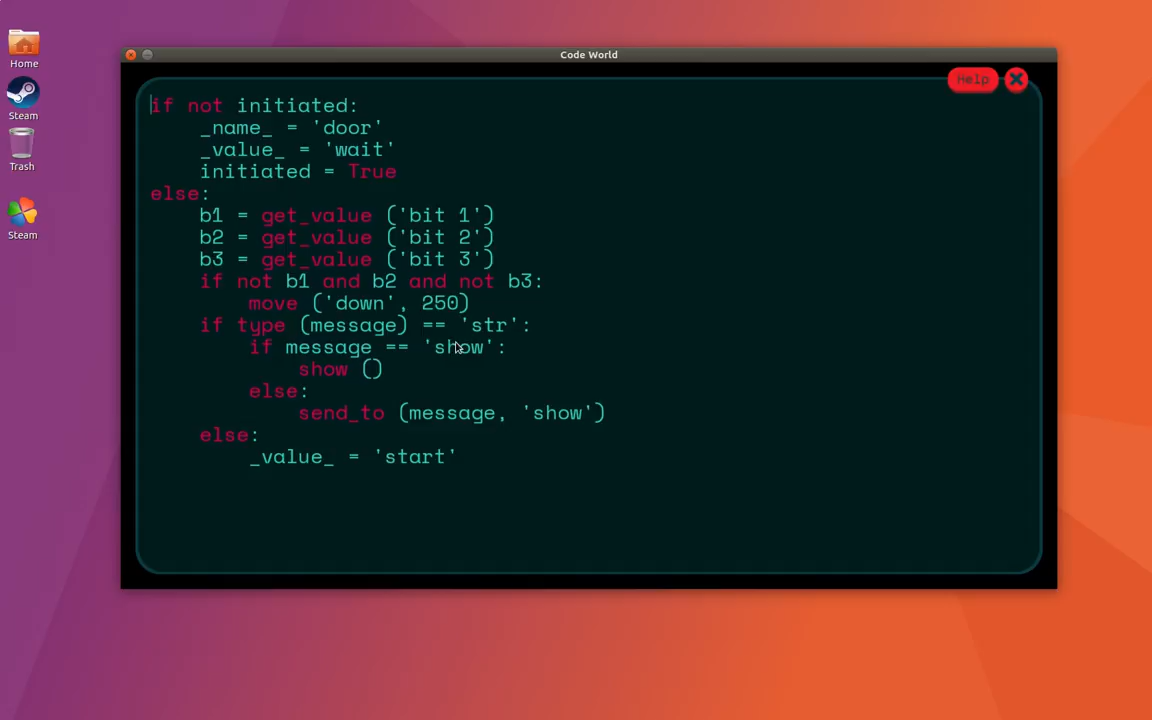 Home
Steam
Trash
Steam
Code World
Help
if not initiated:
    _name_ = 'door'
    _value_ = 'wait'
    initiated = True
else:
    b1 = get_value ('bit 1')
    b2 = get_value ('bit 2')
    b3 = get_value ('bit 3')
    if not b1 and b2 and not b3:
        move ('down', 250)
    if type (message) == 'str':
        if message == 'show':
            show ()
        else:
            send_to (message, 'show')
    else:
        _value_ = 'start'